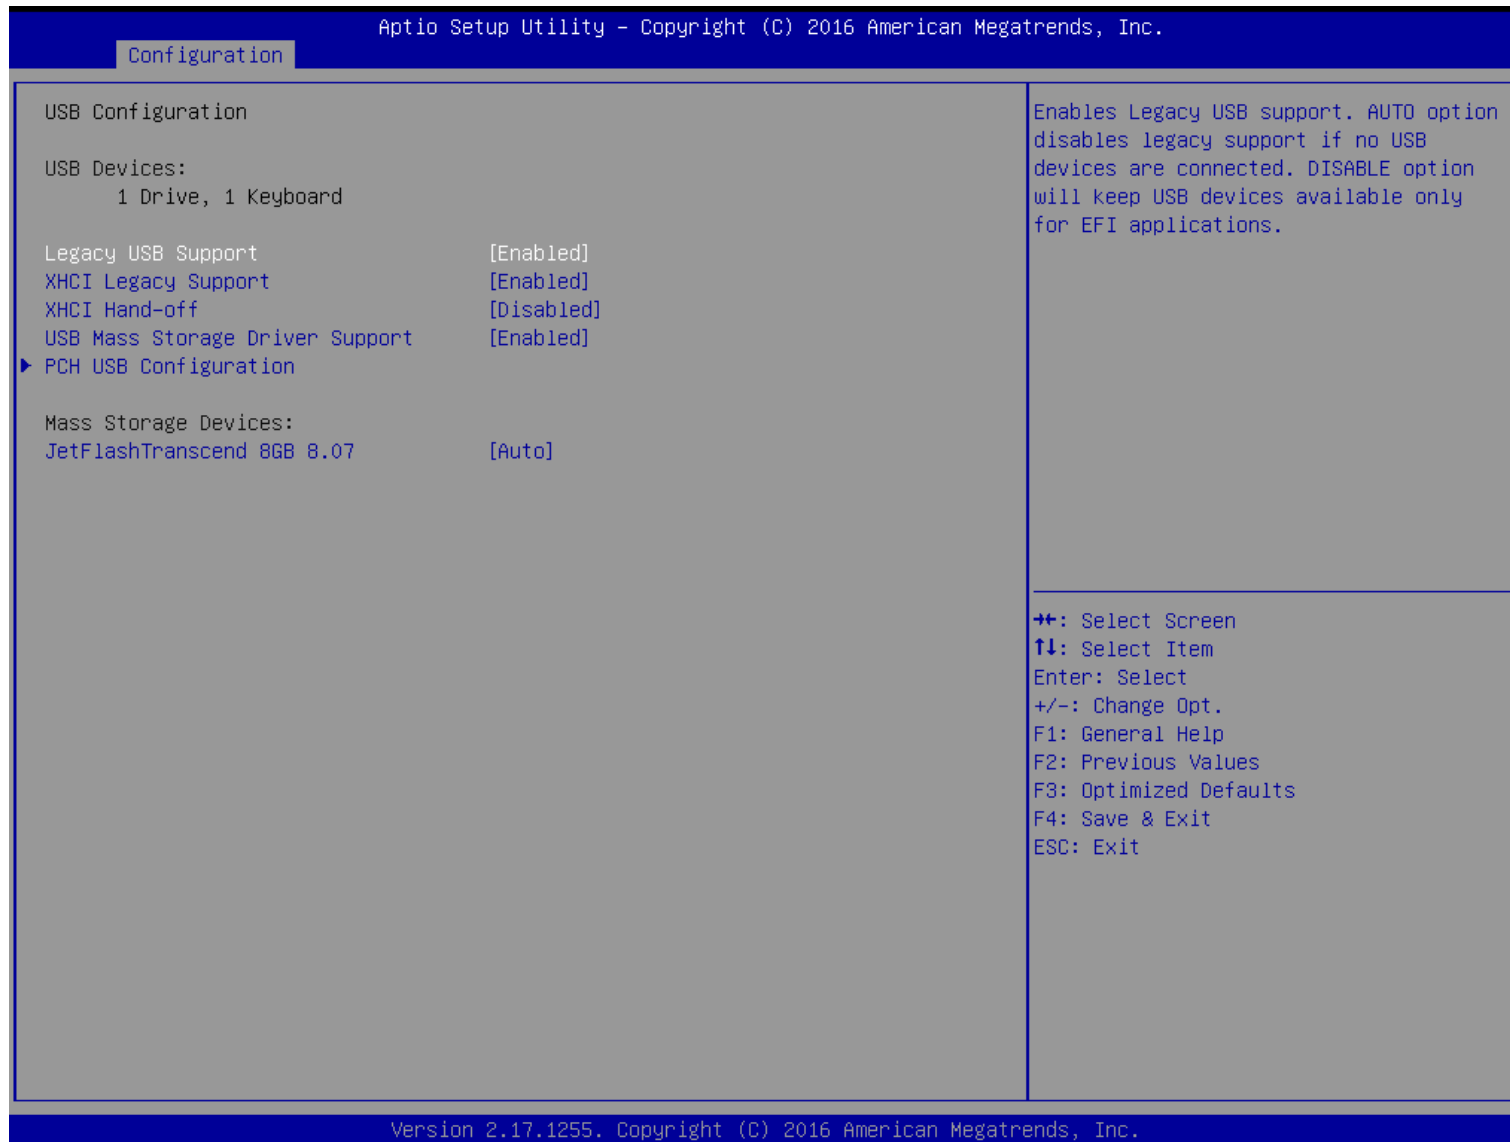 Aptio Setup Utility – Copyright (C) 2016 American Megatrends, Inc.
Configuration
USB Configuration
USB Devices:
1 Drive, 1 Keyboard
Legacy USB Support [Enabled]
XHCI Legacy Support [Enabled]
XHCI Hand-off [Disabled]
USB Mass Storage Driver Support [Enabled]
PCH USB Configuration
Mass Storage Devices:
JetFlashTranscend 8GB 8.07 [Auto]
Enables Legacy USB support. AUTO option
disables legacy support if no USB
devices are connected. DISABLE option
will keep USB devices available only
for EFI applications.
→←: Select Screen
↑↓: Select Item
Enter: Select
+/-: Change Opt.
F1: General Help
F2: Previous Values
F3: Optimized Defaults
F4: Save & Exit
ESC: Exit
Version 2.17.1255. Copyright (C) 2016 American Megatrends, Inc.